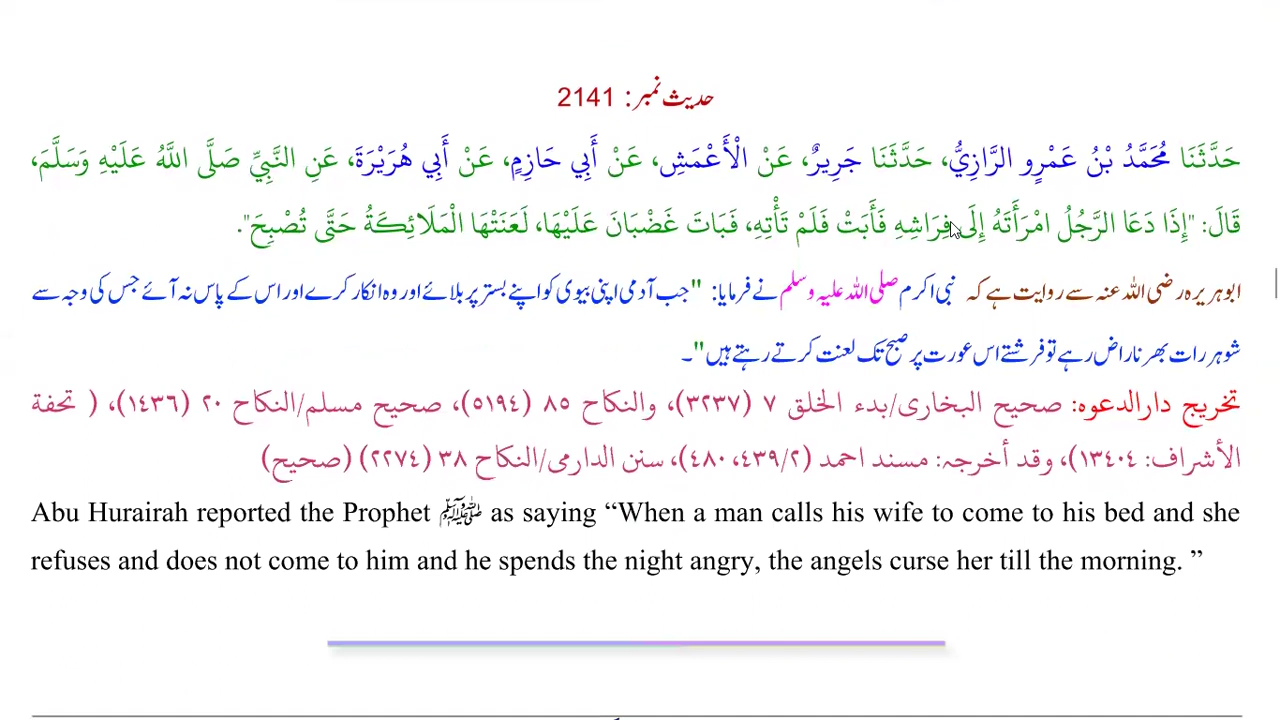 حدیث نمبر: 2141
حَدَّثَنَا مُحَمَّدُ بْنُ عَمْرٍو الرَّازِيُّ، حَدَّثَنَا جَرِيرٌ، عَنْ الْأَعْمَشِ، عَنْ أَبِي حَازِمٍ، عَنْ أَبِي هُرَيْرَةَ، عَنِ النَّبِيِّ صَلَّى اللَّهُ عَلَيْهِ وَسَلَّمَ،
قَالَ: "إِذَا دَعَا الرَّجُلُ امْرَأَتَهُ إِلَى فِرَاشِهِ فَأَبَتْ فَلَمْ تَأْتِهِ، فَبَاتَ غَضْبَانَ عَلَيْهَا، لَعَنَتْهَا الْمَلَائِكَةُ حَتَّى تُصْبِحَ".
ابوہریرہ رضی اللہ عنہ سے روایت ہے کہ نبی اکرم صلی اللہ علیہ وسلم نے فرمایا: "جب آدمی اپنی بیوی کو اپنے بستر پر بلائے اور وہ انکار کرے اور اس کے پاس نہ آئے جس کی وجہ سے
شوہر رات بھر ناراض رہے تو فرشتے اس عورت پر صبح تک لعنت کرتے رہتے ہیں"۔
تخریج دارالدعوہ: صحیح البخاری/بدء الخلق ۷ (۳۲۳۷)، والنکاح ۸۵ (۵۱۹۴)، صحیح مسلم/النکاح ۲۰ (۱۴۳۶)، ( تحفة
الأشراف: ۱۳۴۰۴)، وقد أخرجہ: مسند احمد (۲/۴۳۹، ۴۸۰)، سنن الدارمی/النکاح ۳۸ (۲۲۷۴) (صحیح)
Abu Hurairah reported the Prophet ﷺ as saying “When a man calls his wife to come to his bed and she
refuses and does not come to him and he spends the night angry, the angels curse her till the morning. ”